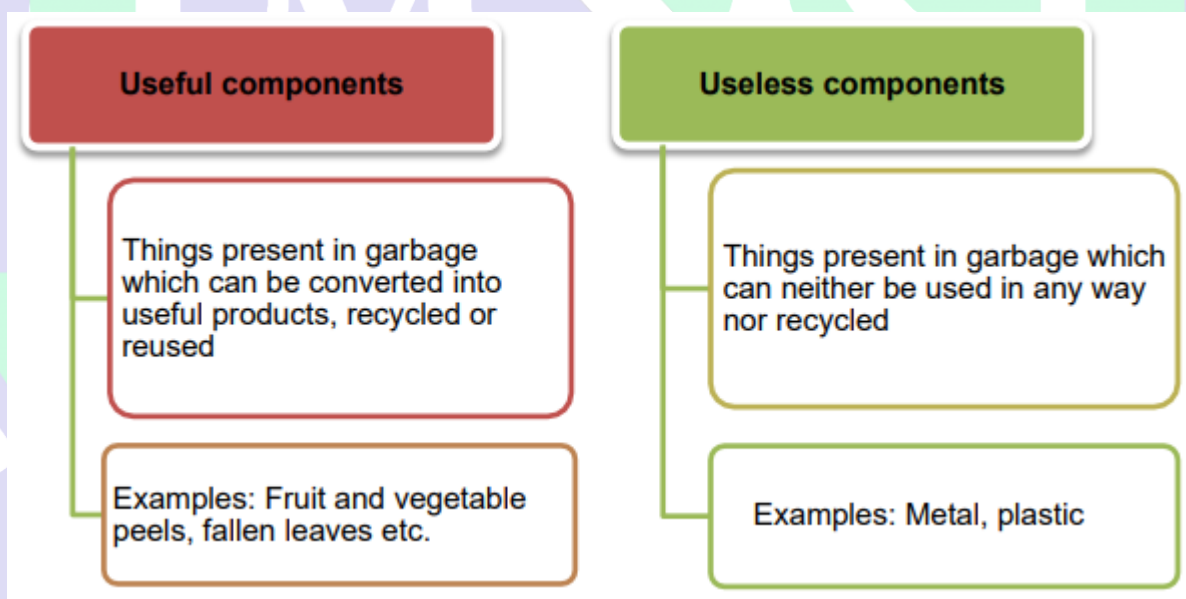 Useful components
Things present in garbage
which can be converted into
useful products, recycled or
reused
Examples: Fruit and vegetable
peels, fallen leaves etc.
Useless components
Things present in garbage which
can neither be used in any way
nor recycled
Examples: Metal, plastic